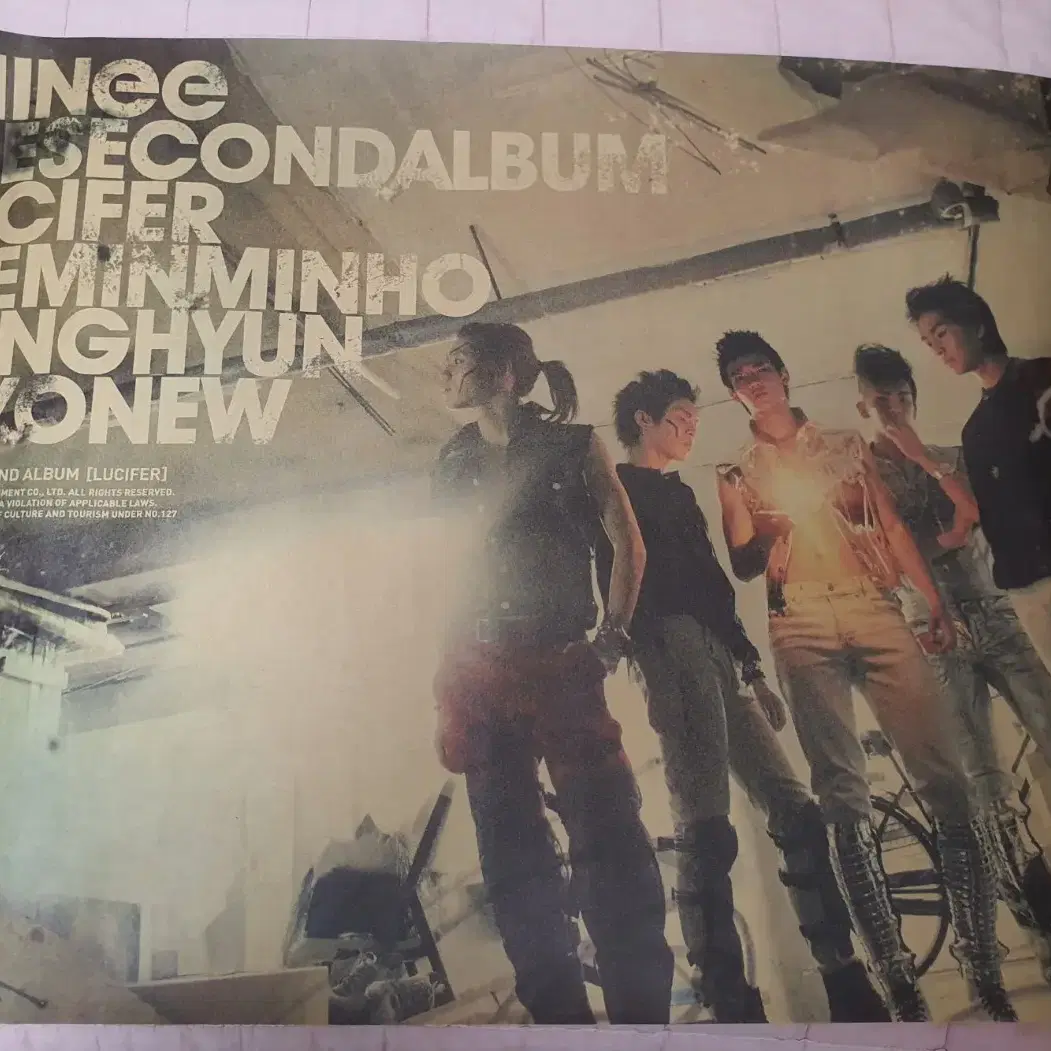 INee
ESECONDALBUM
CIFER
EMINMINHO
NGHYUN
YONEW
ND ALBUM [LUCIFER]
MENT CO., LTD. ALL RIGHTS RESERVED.
A VIOLATION OF APPLICABLE LAWS.
F CULTURE AND TOURISM UNDER NO.127